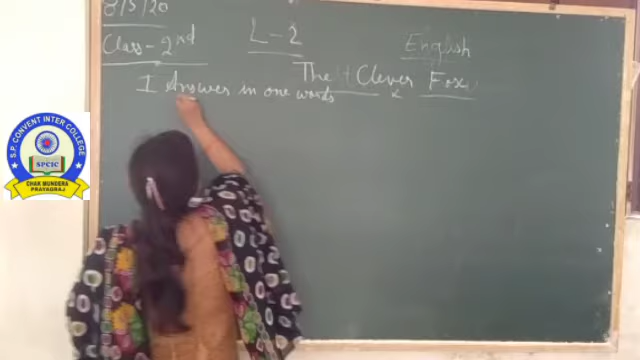 8/5/20
Class - 2nd
L - 2
English
The Clever Fox
I Answer in one words
S.P. CONVENT INTER COLLEGE
SPCIC
CHAK MUNDERA
PRAYAGRAJ